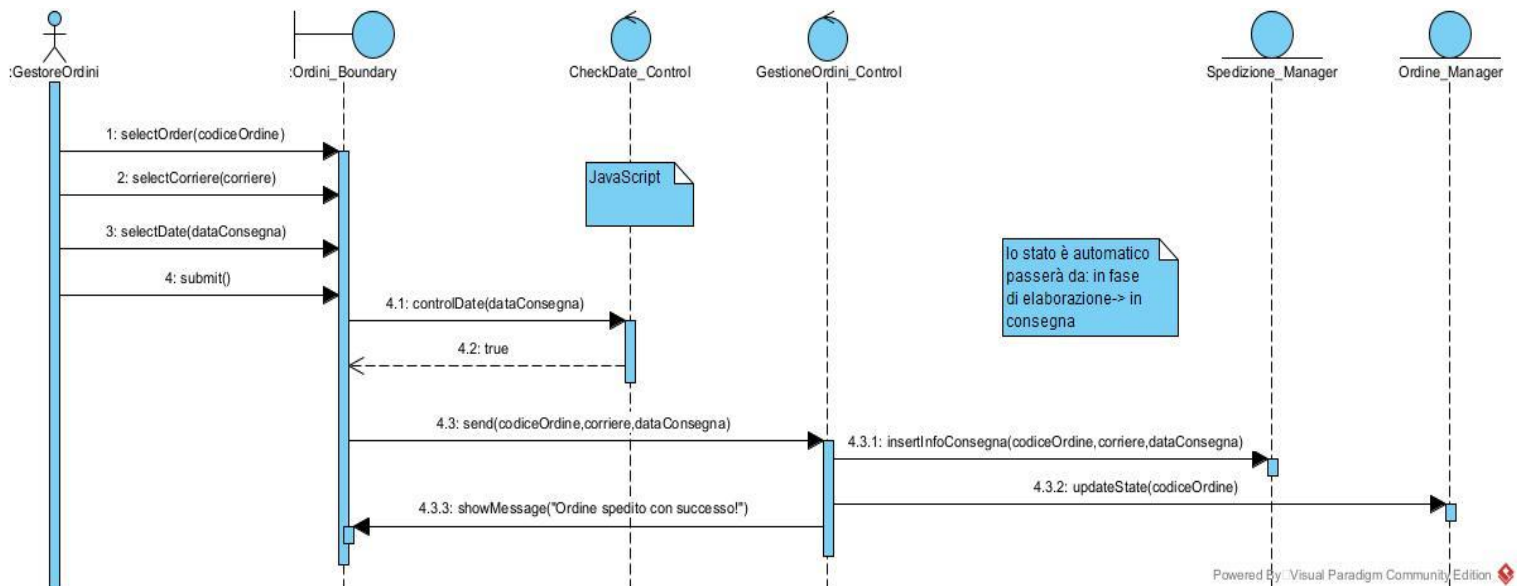 :GestoreOrdini
:Ordini_Boundary
CheckDate_Control
GestioneOrdini_Control
Spedizione_Manager
Ordine_Manager
1: selectOrder(codiceOrdine)
2: selectCorriere(corriere)
JavaScript
3: selectDate(dataConsegna)
lo stato è automatico
passerà da: in fase
di elaborazione-> in
consegna
4: submit()
4.1: controlDate(dataConsegna)
4.2: true
4.3: send(codiceOrdine,corriere,dataConsegna)
4.3.1: insertInfoConsegna(codiceOrdine,corriere,dataConsegna)
4.3.2: updateState(codiceOrdine)
4.3.3: showMessage("Ordine spedito con successo!")
Powered By Visual Paradigm Community Edition